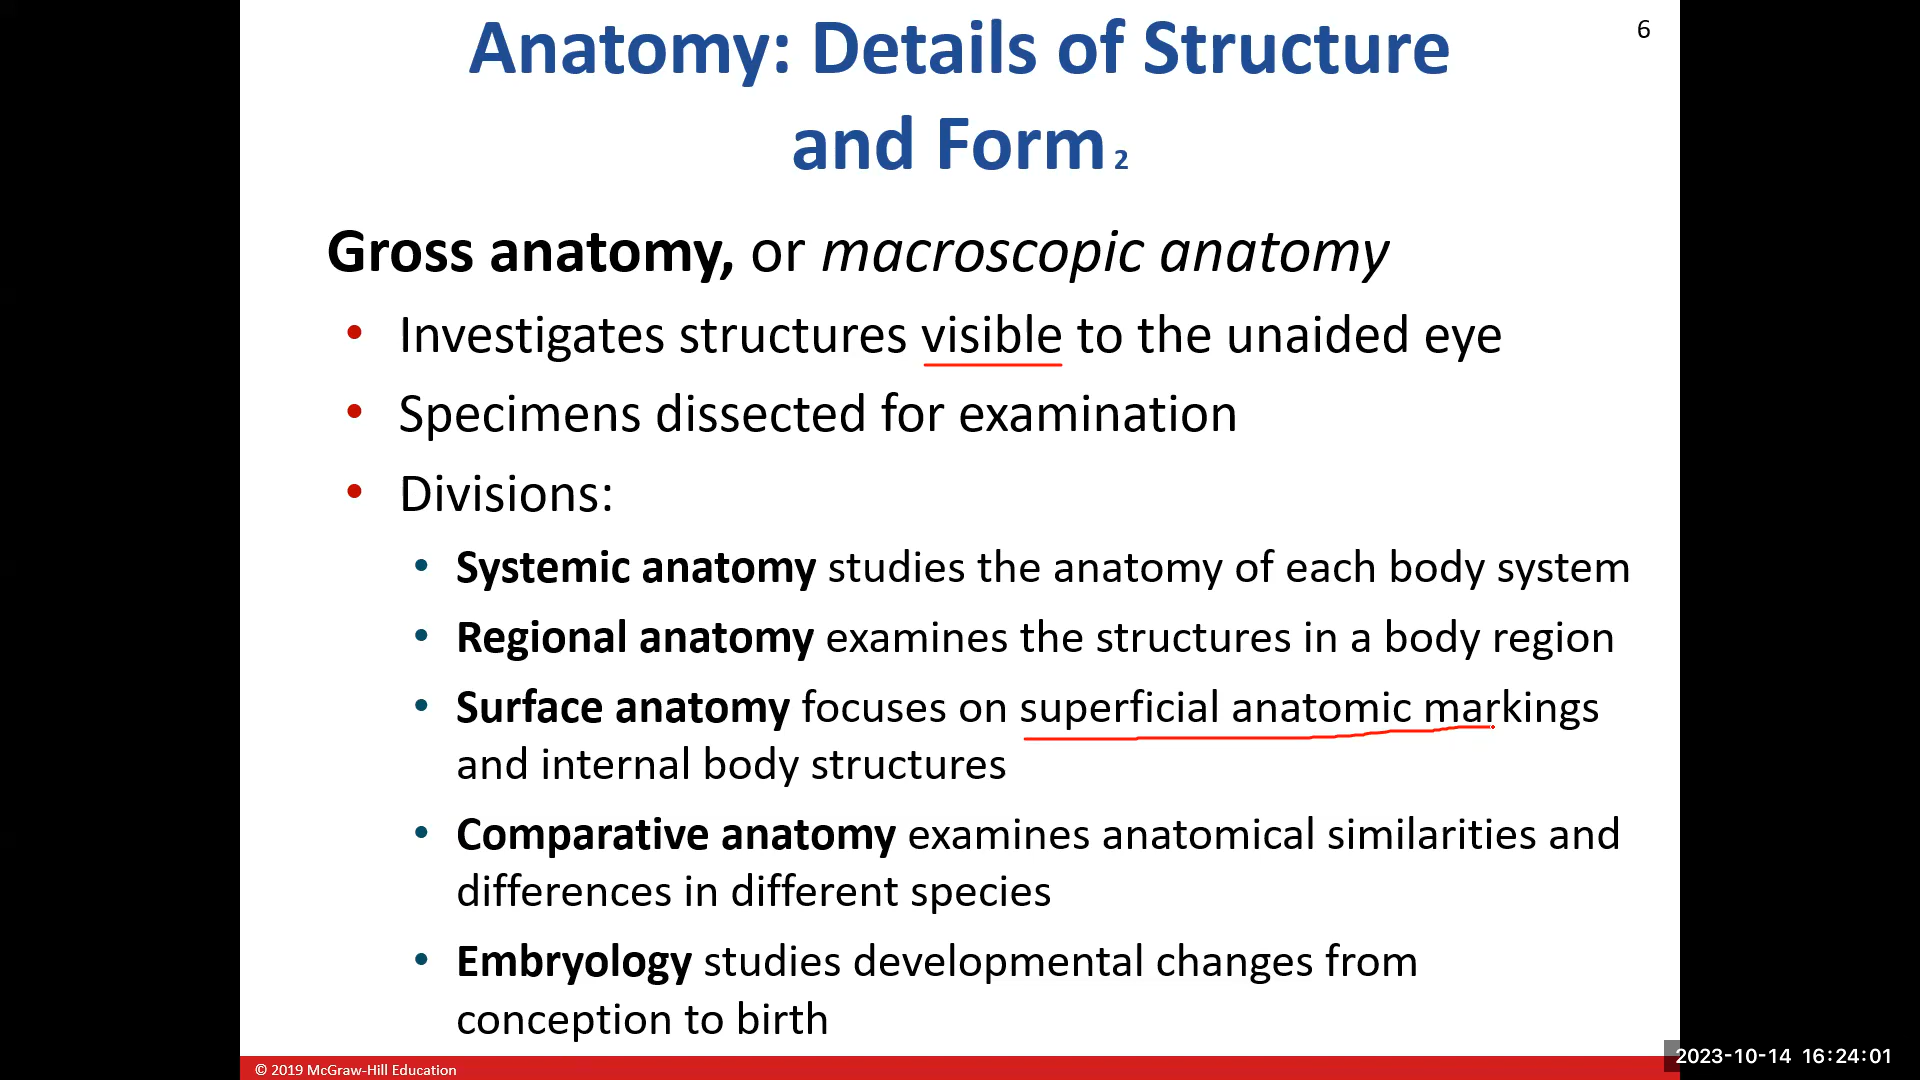 Anatomy: Details of Structure
6
and Form 2
Gross anatomy, or macroscopic anatomy
• Investigates structures visible to the unaided eye
• Specimens dissected for examination
• Divisions:
• Systemic anatomy studies the anatomy of each body system
• Regional anatomy examines the structures in a body region
• Surface anatomy focuses on superficial anatomic markings
and internal body structures
• Comparative anatomy examines anatomical similarities and
differences in different species
• Embryology studies developmental changes from
conception to birth
© 2019 McGraw-Hill Education
2023-10-14 16:24:01